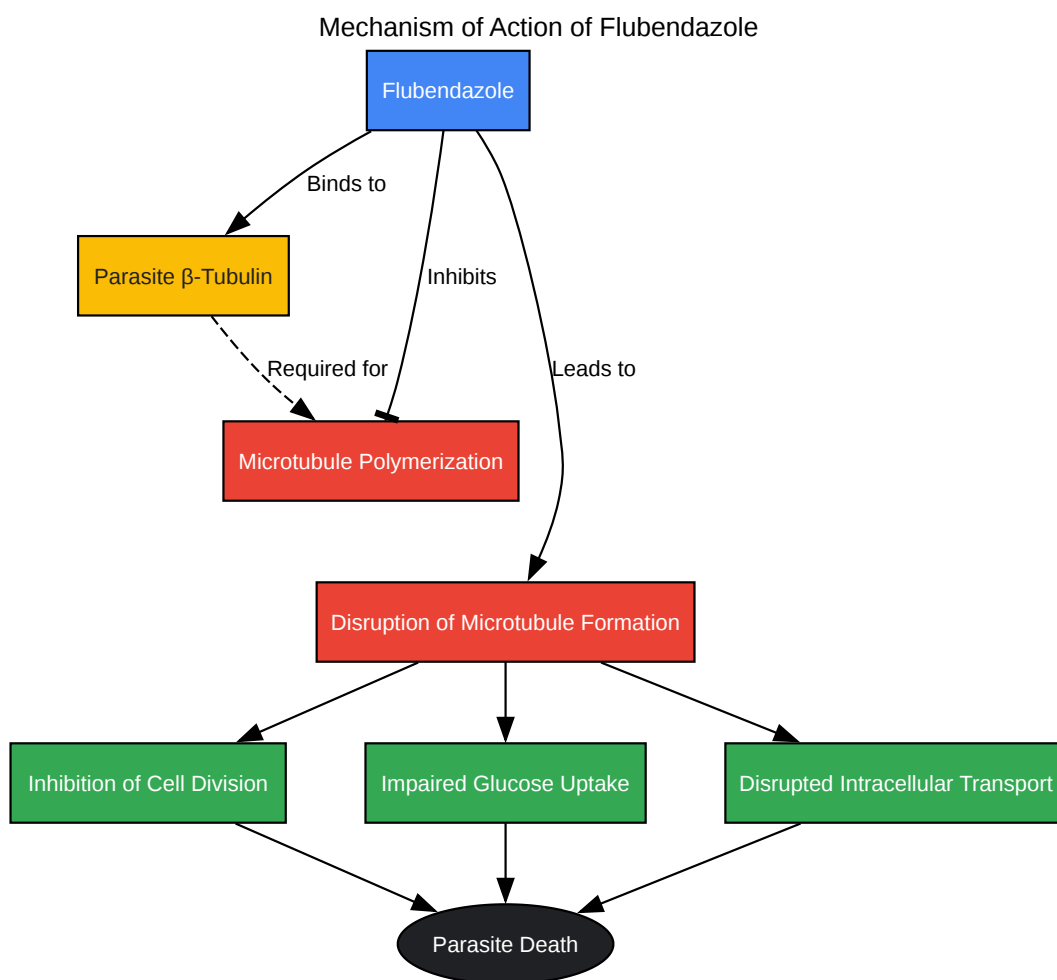 Mechanism of Action of Flubendazole
Flubendazole
Binds to
Parasite β-Tubulin
Inhibits
Required for
Leads to
Microtubule Polymerization
Disruption of Microtubule Formation
Inhibition of Cell Division
Impaired Glucose Uptake
Disrupted Intracellular Transport
Parasite Death